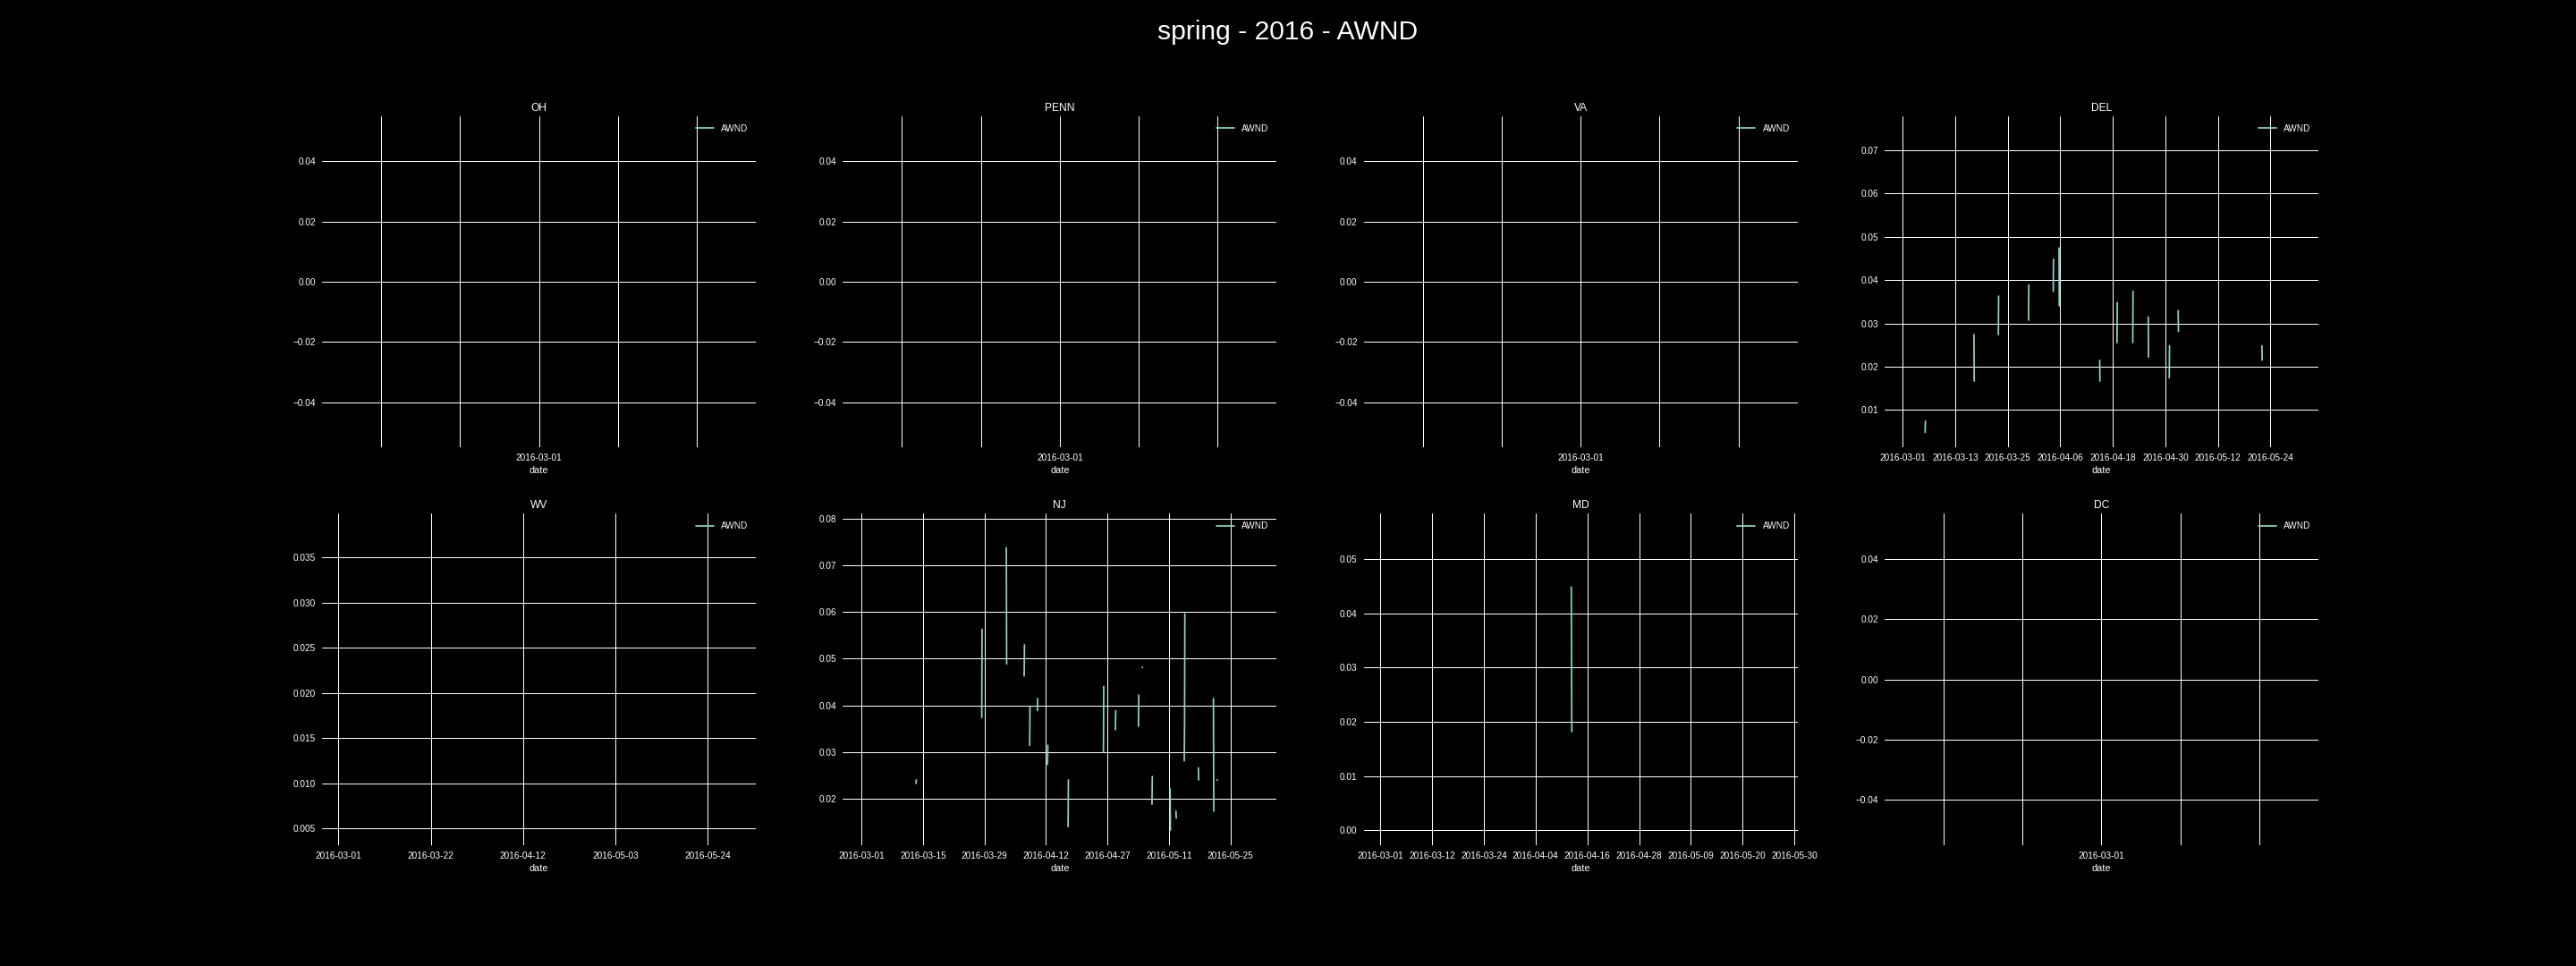 spring - 2016 - AWND
OH
AWND
0.04
0.02
0.00
−0.02
−0.04
2016-03-01
date
PENN
AWND
0.04
0.02
0.00
−0.02
−0.04
2016-03-01
date
VA
AWND
0.04
0.02
0.00
−0.02
−0.04
2016-03-01
date
DEL
AWND
0.07
0.06
0.05
0.04
0.03
0.02
0.01
2016-03-01 2016-03-13 2016-03-25 2016-04-06 2016-04-18 2016-04-30 2016-05-12 2016-05-24
date
WV
AWND
0.035
0.030
0.025
0.020
0.015
0.010
0.005
2016-03-01 2016-03-22 2016-04-12 2016-05-03 2016-05-24
date
NJ
AWND
0.08
0.07
0.06
0.05
0.04
0.03
0.02
2016-03-01 2016-03-15 2016-03-29 2016-04-12 2016-04-27 2016-05-11 2016-05-25
date
MD
AWND
0.05
0.04
0.03
0.02
0.01
0.00
2016-03-01 2016-03-12 2016-03-24 2016-04-04 2016-04-16 2016-04-28 2016-05-09 2016-05-20 2016-05-30
date
DC
AWND
0.04
0.02
0.00
−0.02
−0.04
2016-03-01
date